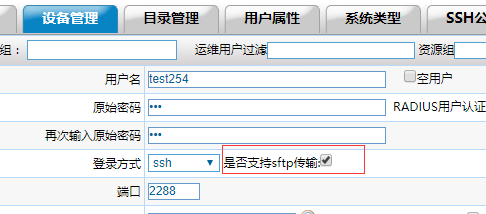 设备管理 目录管理 用户属性 系统类型 SSH公
组： 运维用户过滤 资源组
用户名 test254 空用户
原始密码 ••• RADIUS用户认证
再次输入原始密码 •••
登录方式 ssh 是否支持sftp传输:
端口 2288